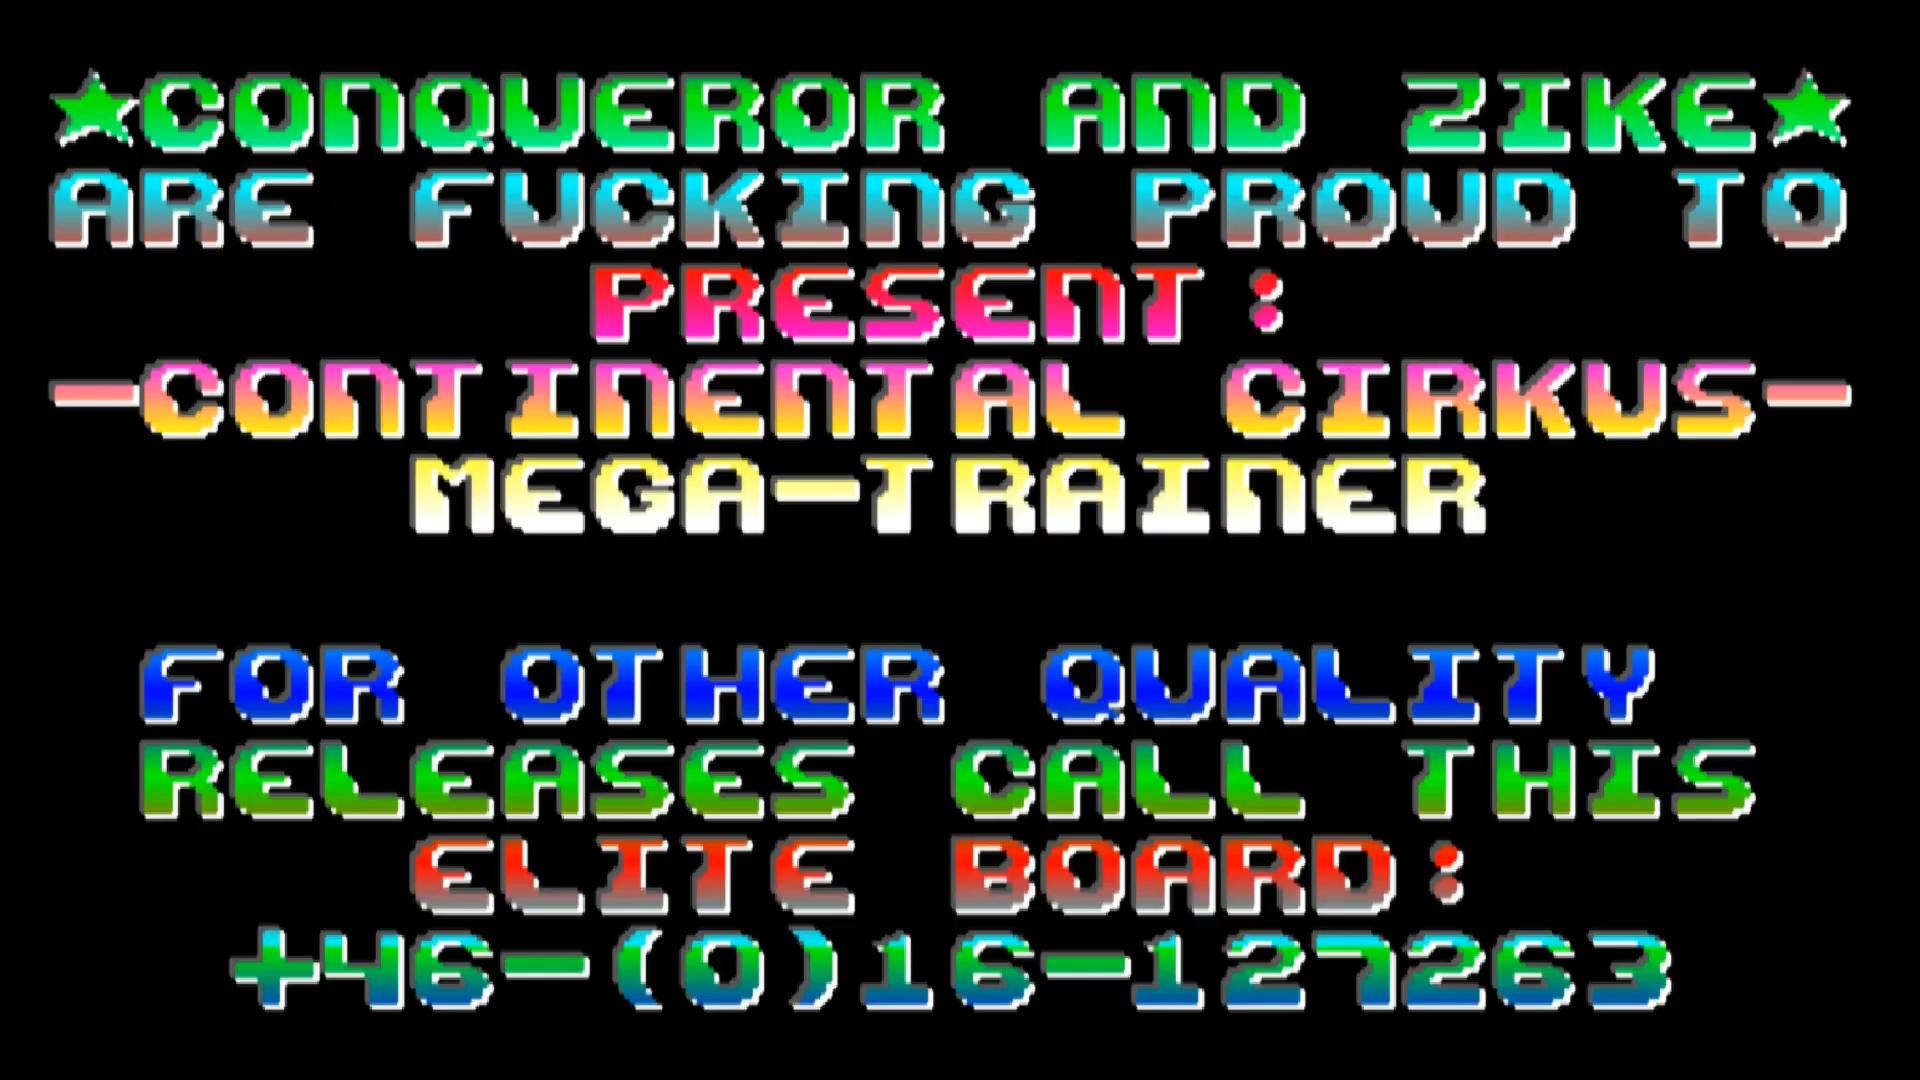 ★CONQUEROR AND ZIKE★
ARE FUCKING PROUD TO
PRESENT:
-CONTINENTAL CIRKUS-
MEGA-TRAINER
FOR OTHER QUALITY
RELEASES CALL THIS
ELITE BOARD:
+46-(0)16-127263